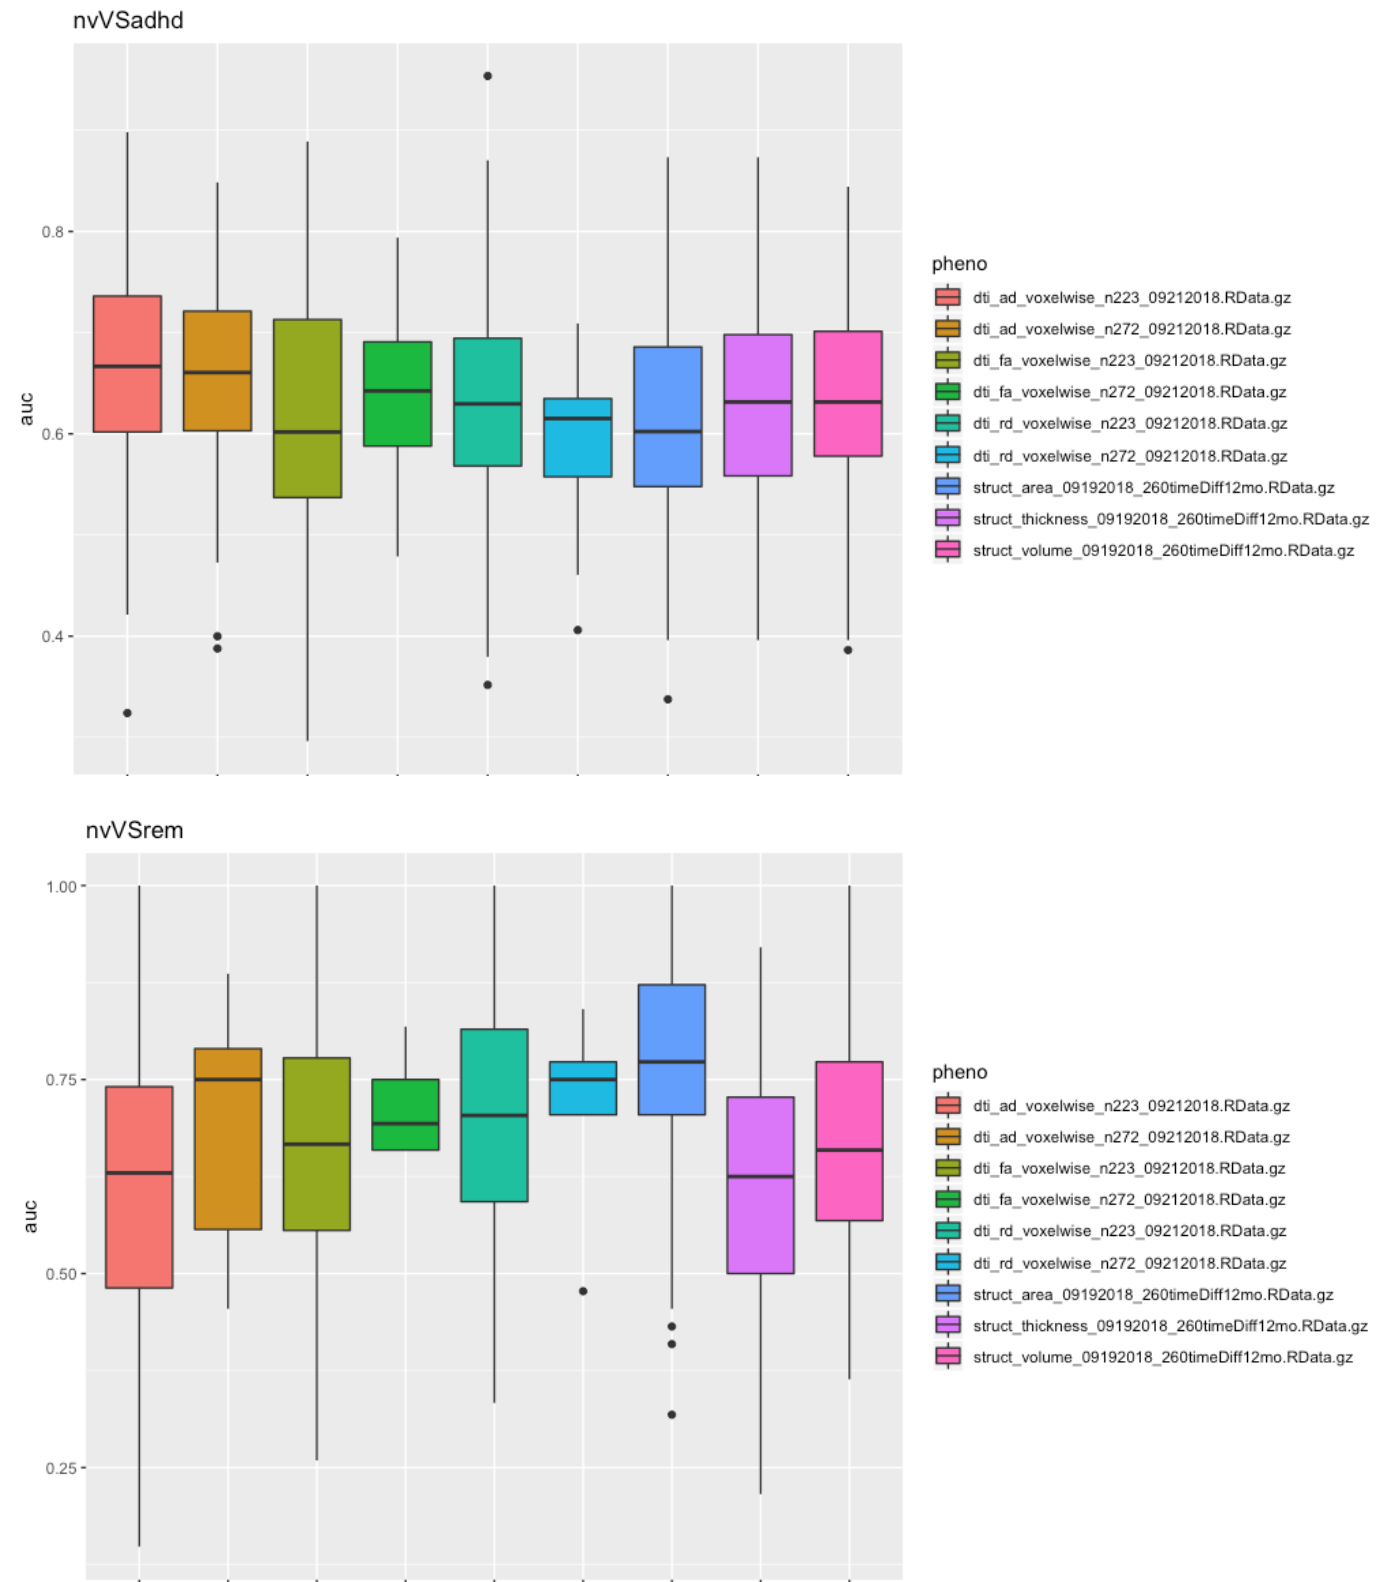 nvVSadhd
0.8
0.6
0.4
auc
pheno
dti_ad_voxelwise_n223_09212018.RData.gz
dti_ad_voxelwise_n272_09212018.RData.gz
dti_fa_voxelwise_n223_09212018.RData.gz
dti_fa_voxelwise_n272_09212018.RData.gz
dti_rd_voxelwise_n223_09212018.RData.gz
dti_rd_voxelwise_n272_09212018.RData.gz
struct_area_09192018_260timeDiff12mo.RData.gz
struct_thickness_09192018_260timeDiff12mo.RData.gz
struct_volume_09192018_260timeDiff12mo.RData.gz
nvVSrem
1.00
0.75
0.50
0.25
auc
pheno
dti_ad_voxelwise_n223_09212018.RData.gz
dti_ad_voxelwise_n272_09212018.RData.gz
dti_fa_voxelwise_n223_09212018.RData.gz
dti_fa_voxelwise_n272_09212018.RData.gz
dti_rd_voxelwise_n223_09212018.RData.gz
dti_rd_voxelwise_n272_09212018.RData.gz
struct_area_09192018_260timeDiff12mo.RData.gz
struct_thickness_09192018_260timeDiff12mo.RData.gz
struct_volume_09192018_260timeDiff12mo.RData.gz